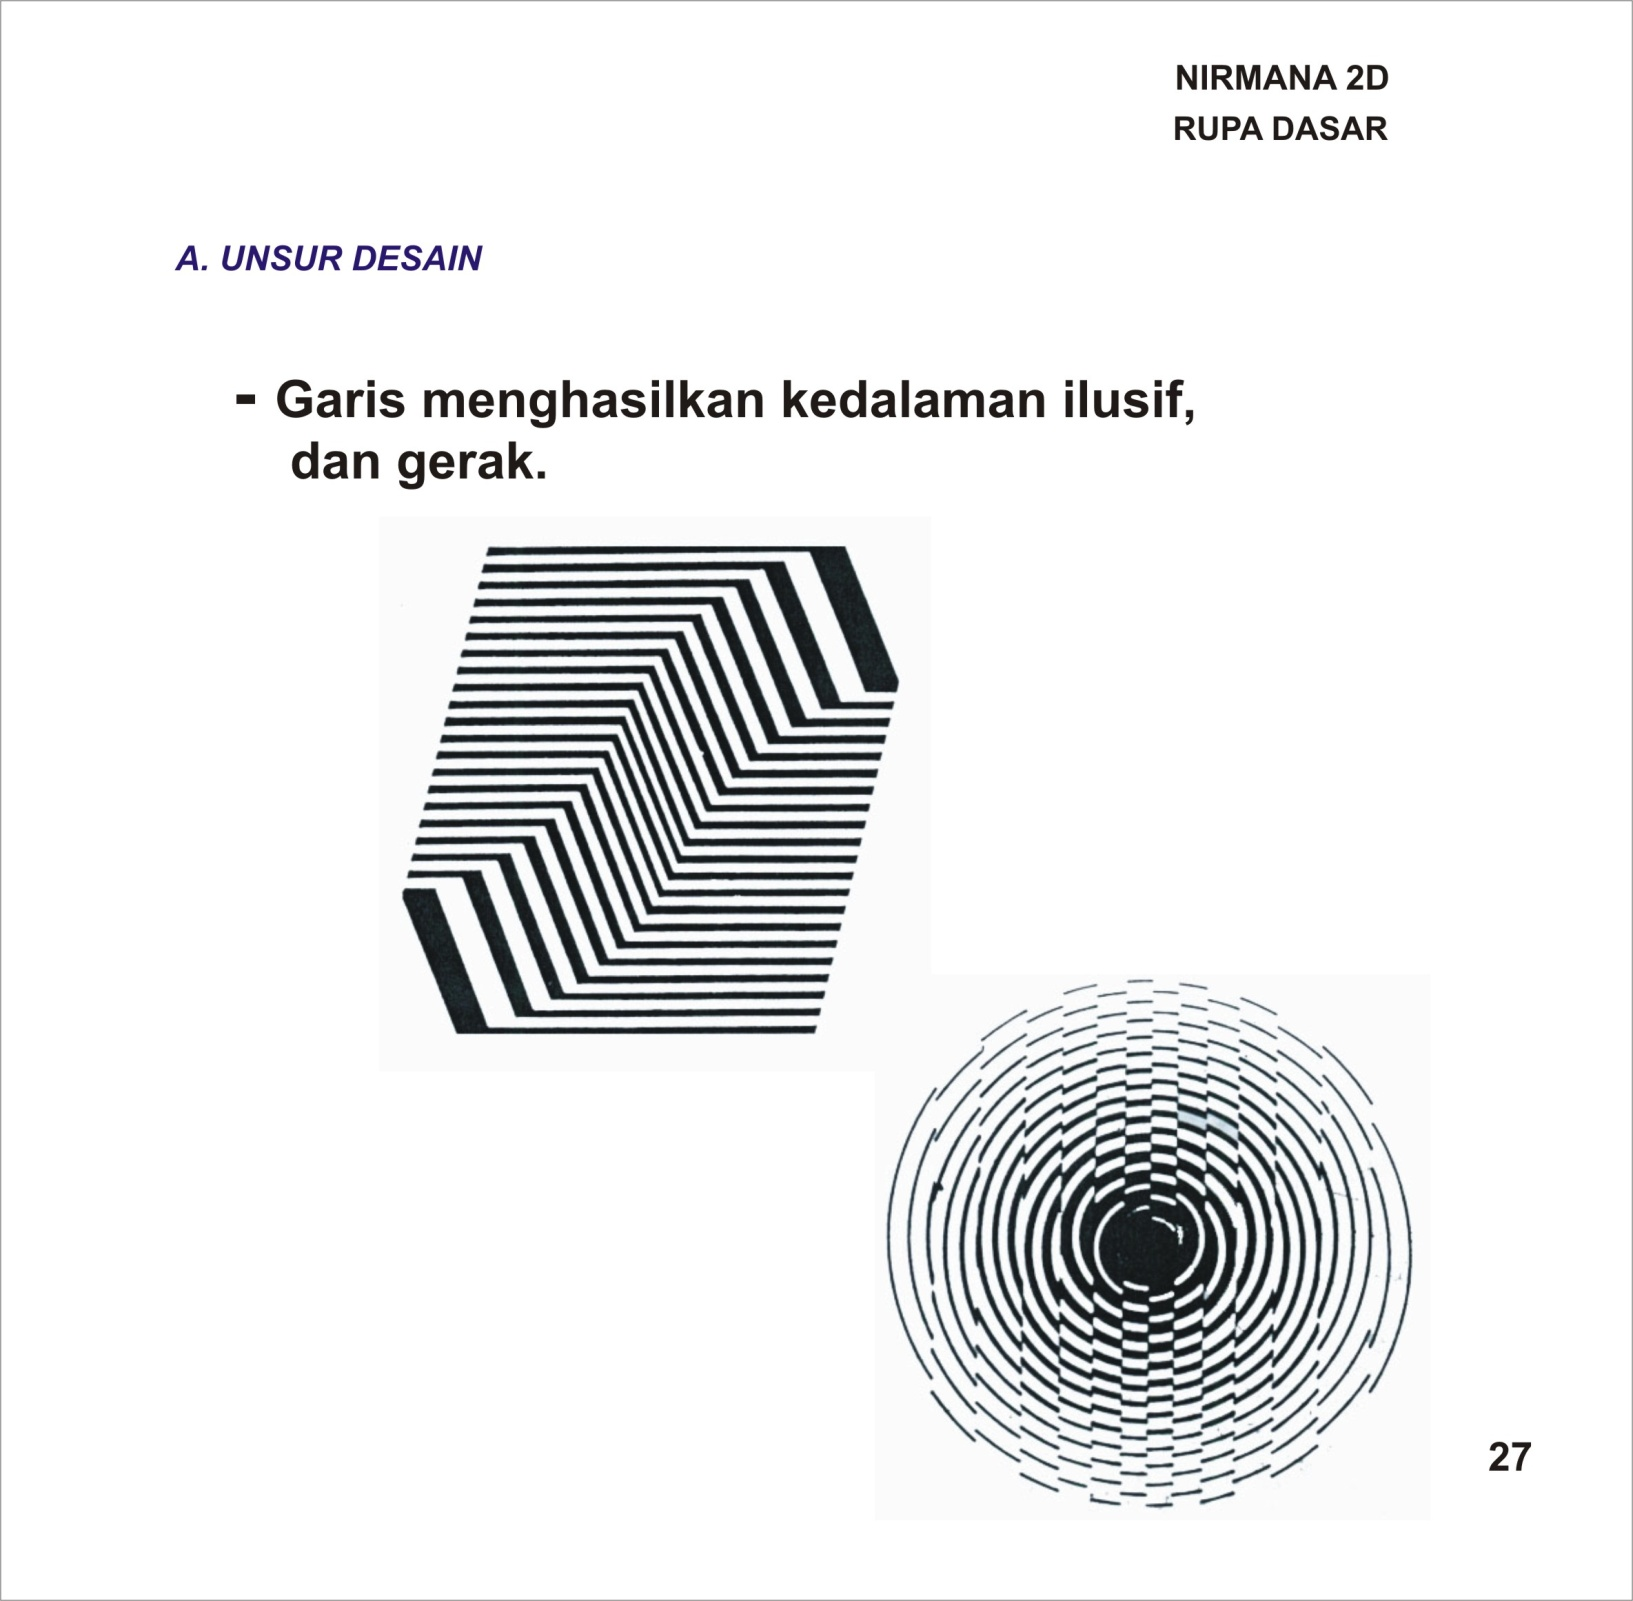 NIRMANA 2D
RUPA DASAR
A. UNSUR DESAIN
- Garis menghasilkan kedalaman ilusif,
dan gerak.
27